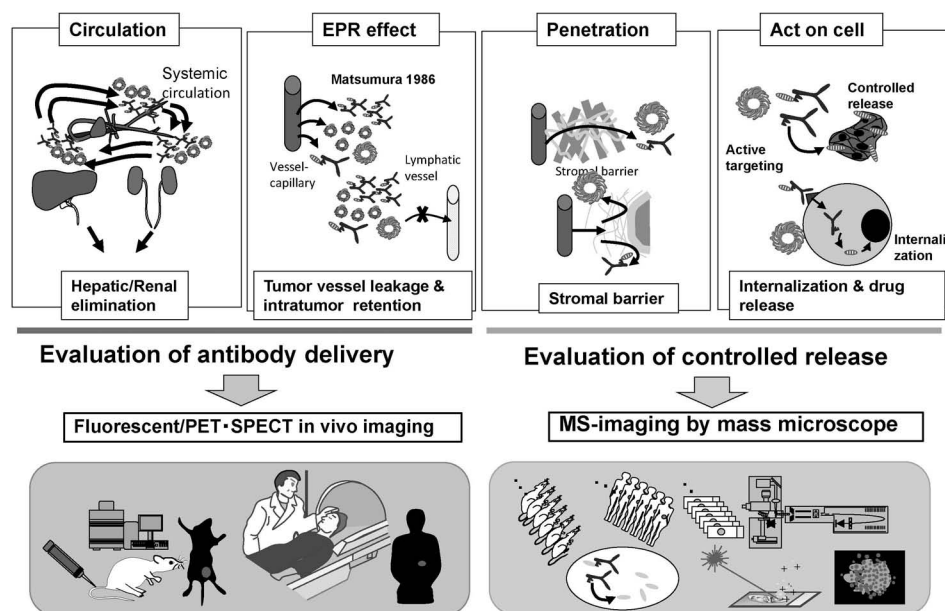 Circulation
Systemic
circulation
Hepatic/Renal
elimination
EPR effect
Matsumura 1986
Vessel-
capillary
Lymphatic
vessel
Tumor vessel leakage &
intratumor retention
Penetration
Stromal barrier
Stromal barrier
Act on cell
Controlled
release
Active
targeting
Internali
zation
Internalization & drug
release
Evaluation of antibody delivery
Evaluation of controlled release
Fluorescent/PET・SPECT in vivo imaging
MS-imaging by mass microscope